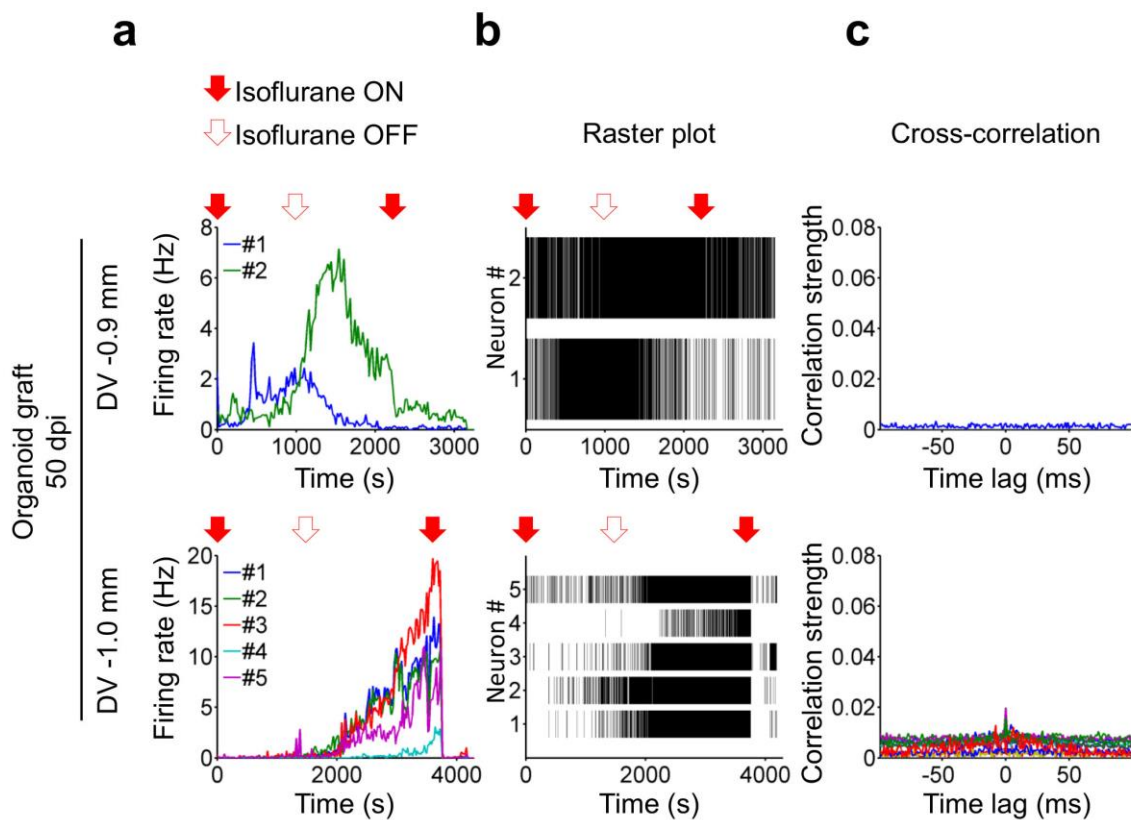 a
b
c
Isoflurane ON
Isoflurane OFF
Raster plot
Cross-correlation
Organoid graft
50 dpi
DV -0.9 mm
Firing rate (Hz)
8
6
4
2
0
#1
#2
0 1000 2000 3000
Time (s)
Neuron #
2
1
0 1000 2000 3000
Time (s)
Correlation strength
0.08
0.06
0.04
0.02
0
-50 0 50
Time lag (ms)
DV -1.0 mm
Firing rate (Hz)
20
15
10
5
0
#1
#2
#3
#4
#5
0 2000 4000
Time (s)
Neuron #
5
4
3
2
1
0 2000 4000
Time (s)
Correlation strength
0.08
0.06
0.04
0.02
0
-50 0 50
Time lag (ms)